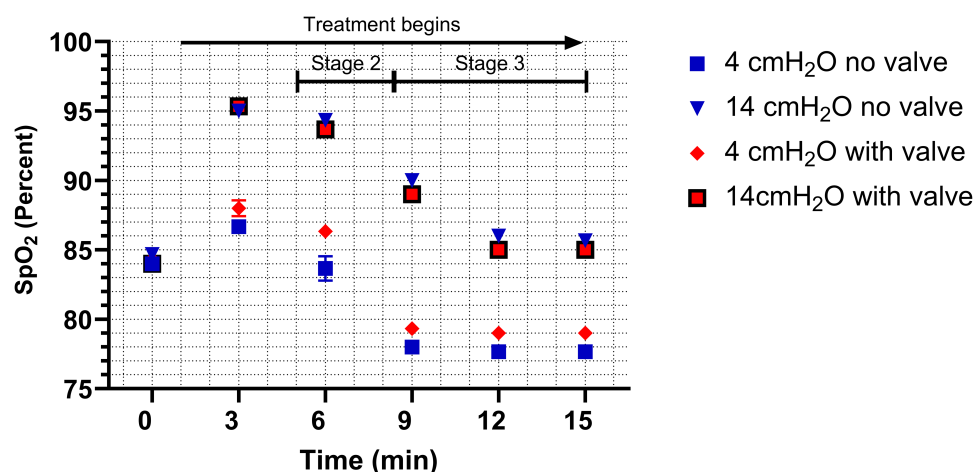 Treatment begins
Stage 2
Stage 3
100
95
90
85
80
75
SpO₂ (Percent)
0
3
6
9
12
15
Time (min)
4 cmH₂O no valve
14 cmH₂O no valve
4 cmH₂O with valve
14cmH₂O with valve